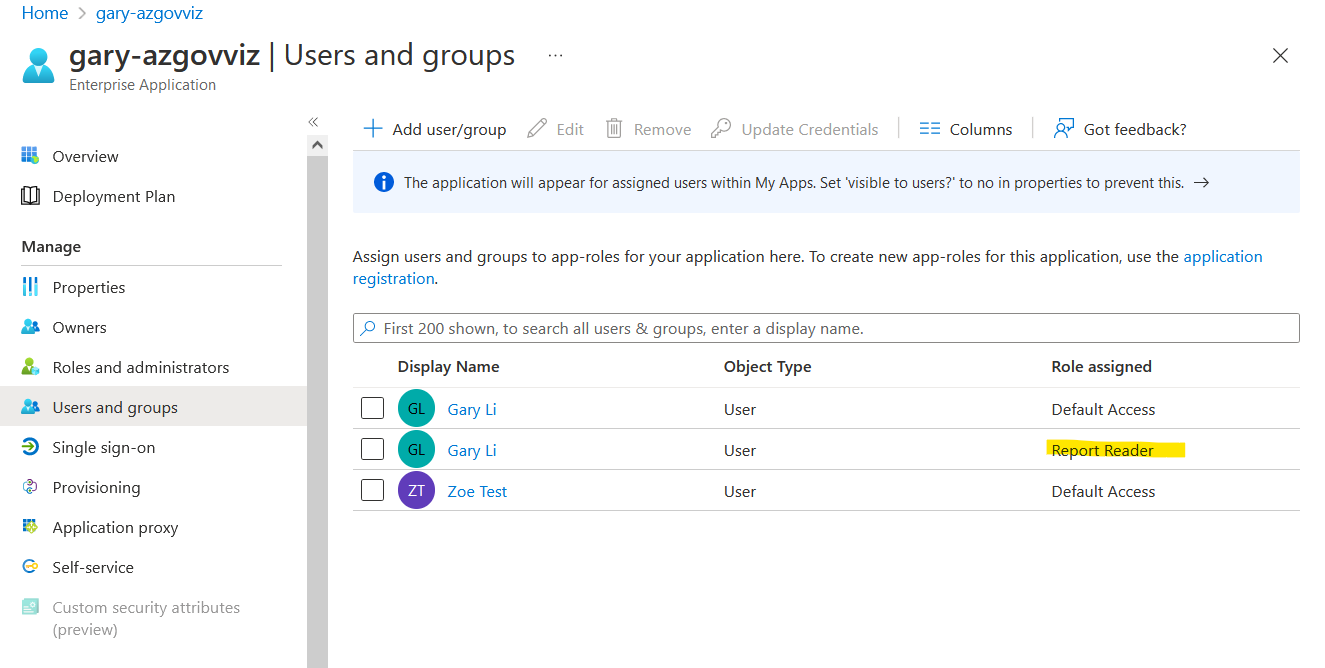 Home > gary-azgovviz
gary-azgovviz | Users and groups ...
Enterprise Application
«
Overview
Deployment Plan
Manage
Properties
Owners
Roles and administrators
Users and groups
Single sign-on
Provisioning
Application proxy
Self-service
Custom security attributes
(preview)
Add user/group Edit Remove Update Credentials Columns Got feedback?
The application will appear for assigned users within My Apps. Set 'visible to users?' to no in properties to prevent this. →
Assign users and groups to app-roles for your application here. To create new app-roles for this application, use the application
registration.
First 200 shown, to search all users & groups, enter a display name.
Display Name Object Type Role assigned
GL Gary Li User Default Access
GL Gary Li User Report Reader
ZT Zoe Test User Default Access